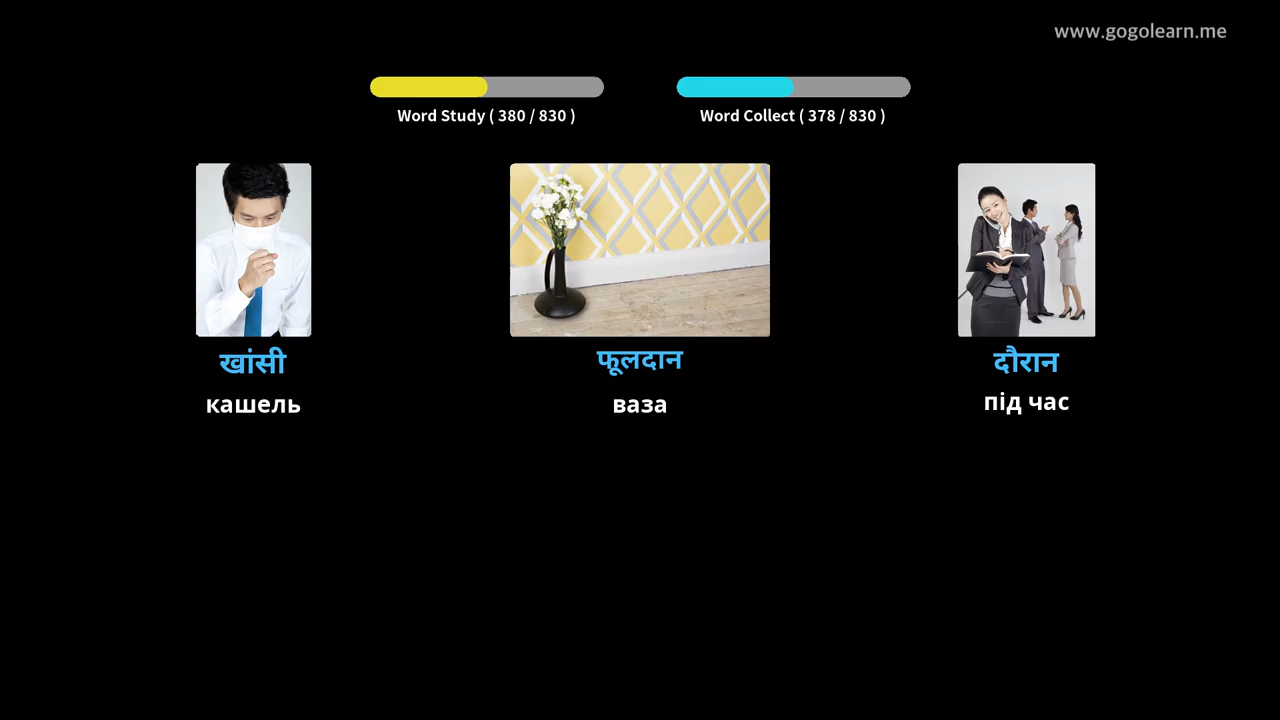 www.gogolearn.me
Word Study ( 380 / 830 )
Word Collect ( 378 / 830 )
खांसी
फूलदान
दौरान
кашель
ваза
під час